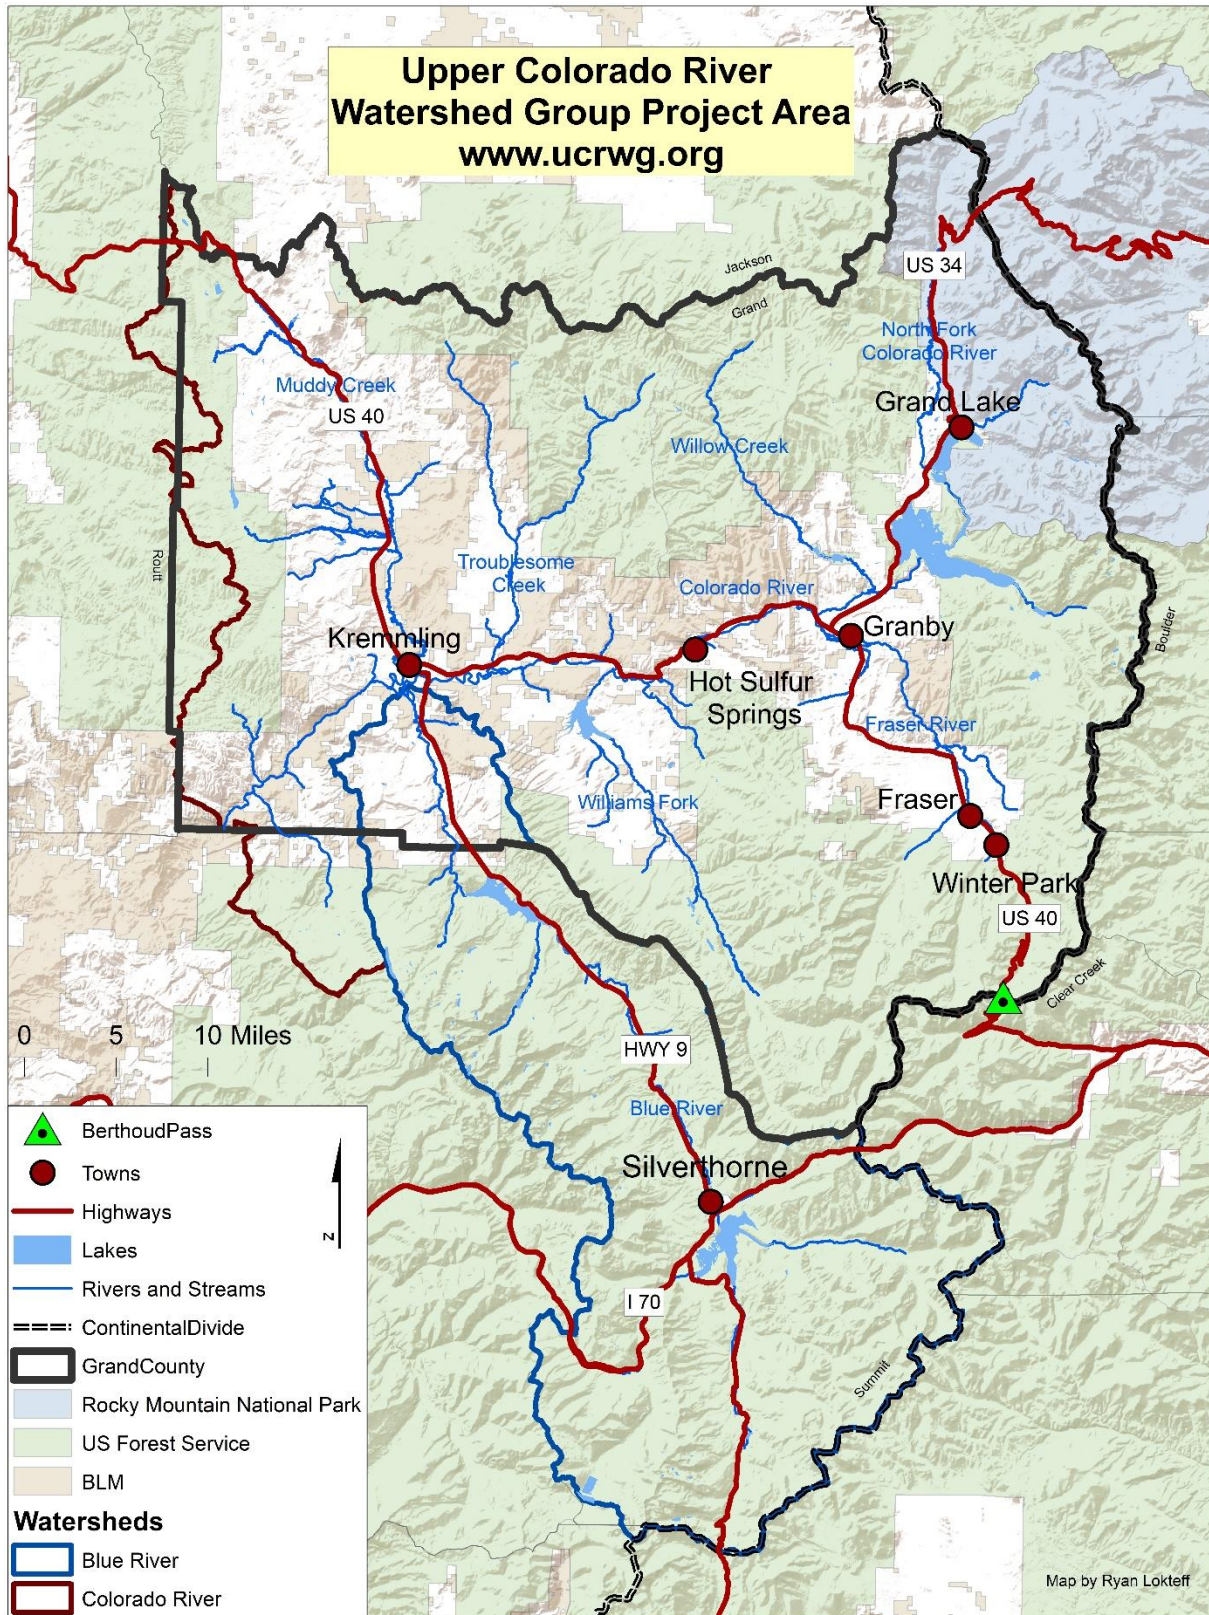 Upper Colorado River
Watershed Group Project Area
www.ucrwg.org
Jackson
Grand
US 34
North Fork
Colorado River
Muddy Creek
US 40
Grand Lake
Willow Creek
Routt
Troublesome
Creek
Colorado River
Boulder
Kremmling
Granby
Hot Sulfur
Springs
Fraser River
Williams Fork
Fraser
Winter Park
US 40
Clear Creek
0 5 10 Miles
HWY 9
Blue River
Silverthorne
I 70
Summit
BerthoudPass
Towns
Highways
Lakes
Rivers and Streams
ContinentalDivide
GrandCounty
Rocky Mountain National Park
US Forest Service
BLM
Watersheds
Blue River
Colorado River
N
Map by Ryan Lokteff